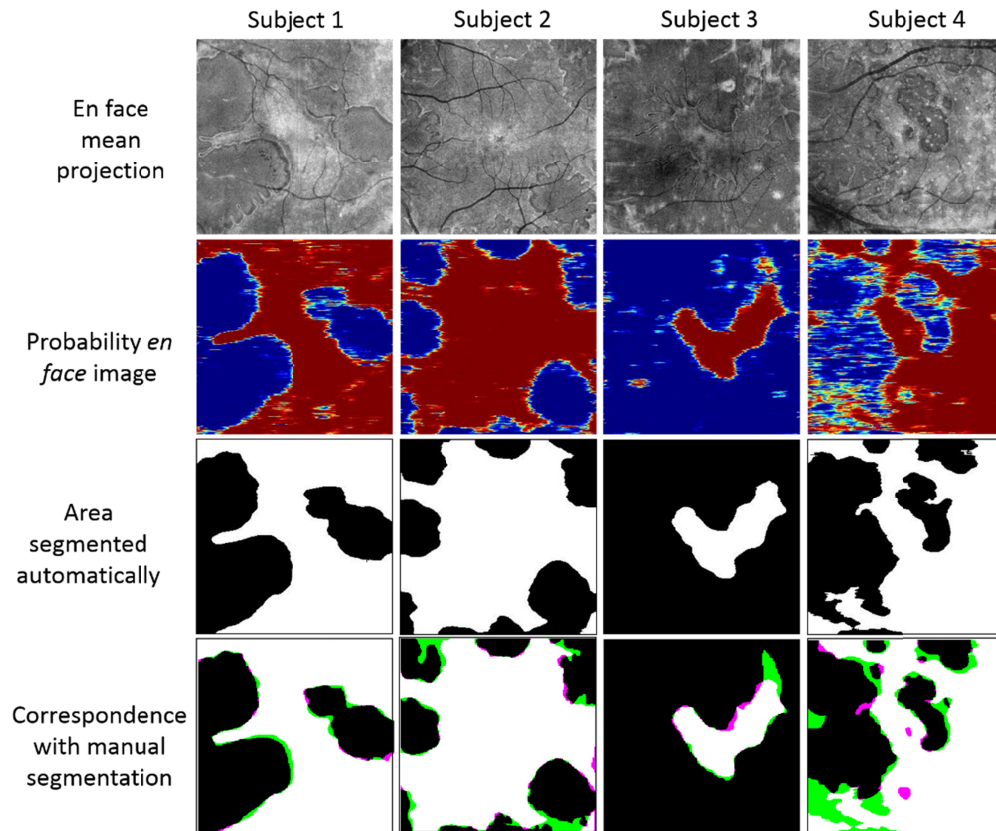 Subject 1
Subject 2
Subject 3
Subject 4
En face
mean
projection
Probability en
face image
Area
segmented
automatically
Correspondence
with manual
segmentation